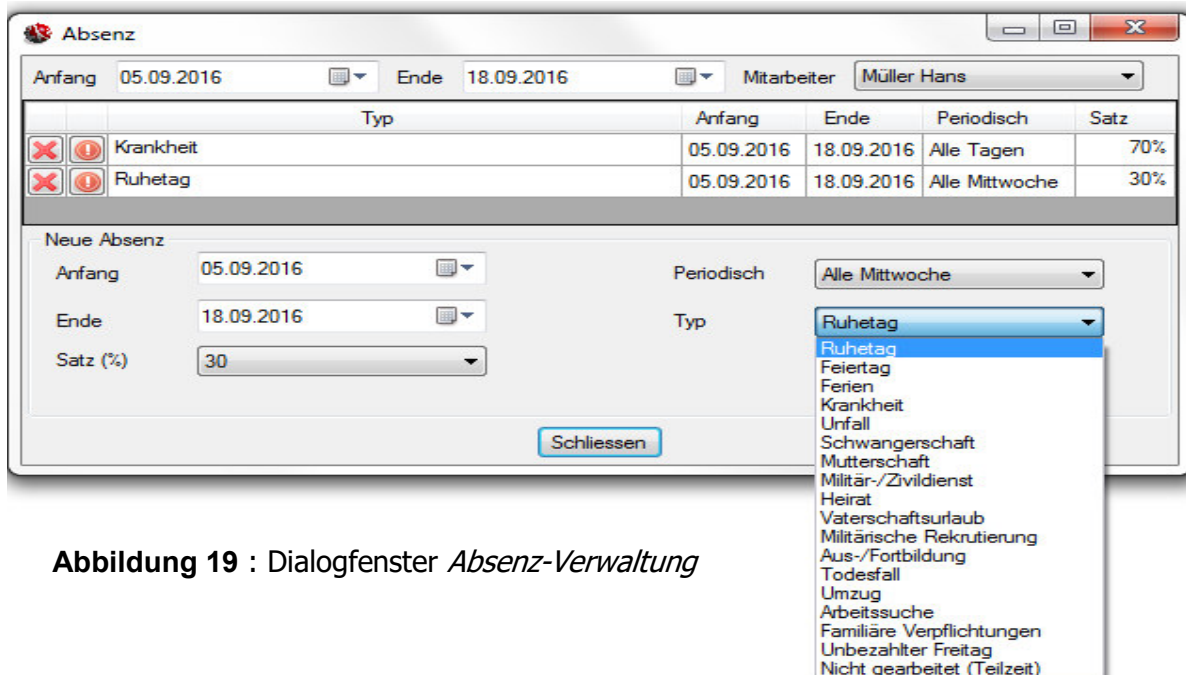 Absenz
Anfang 05.09.2016 Ende 18.09.2016 Mitarbeiter Müller Hans
Typ Anfang Ende Periodisch Satz
Krankheit 05.09.2016 18.09.2016 Alle Tagen 70%
Ruhetag 05.09.2016 18.09.2016 Alle Mittwoche 30%
Neue Absenz
Anfang 05.09.2016 Periodisch Alle Mittwoche
Ende 18.09.2016 Typ Ruhetag
Satz (%) 30
Ruhetag
Feiertag
Ferien
Krankheit
Unfall
Schwangerschaft
Mutterschaft
Militär-/Zivildienst
Heirat
Vaterschaftsurlaub
Militärische Rekrutierung
Aus-/Fortbildung
Todesfall
Umzug
Arbeitssuche
Familiäre Verpflichtungen
Unbezahlter Freitag
Nicht gearbeitet (Teilzeit)
Schliessen
Abbildung 19 : Dialogfenster Absenz-Verwaltung